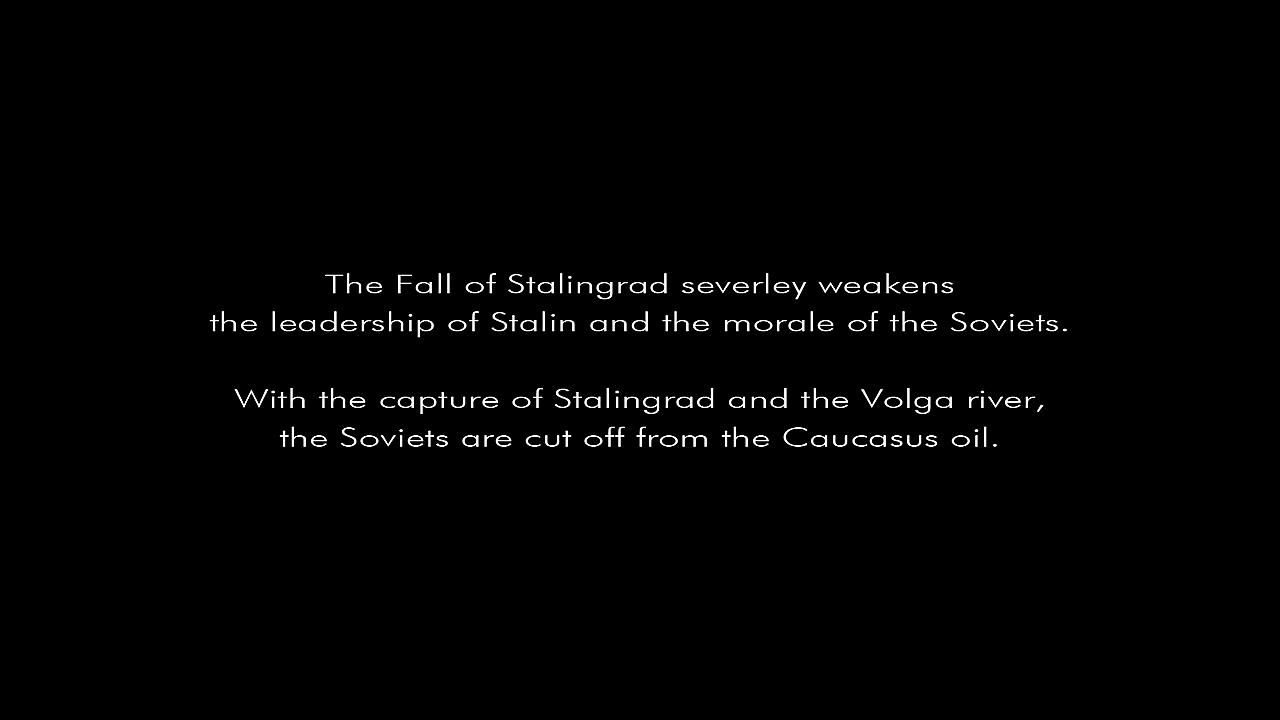 The Fall of Stalingrad severley weakens
the leadership of Stalin and the morale of the Soviets.
With the capture of Stalingrad and the Volga river,
the Soviets are cut off from the Caucasus oil.